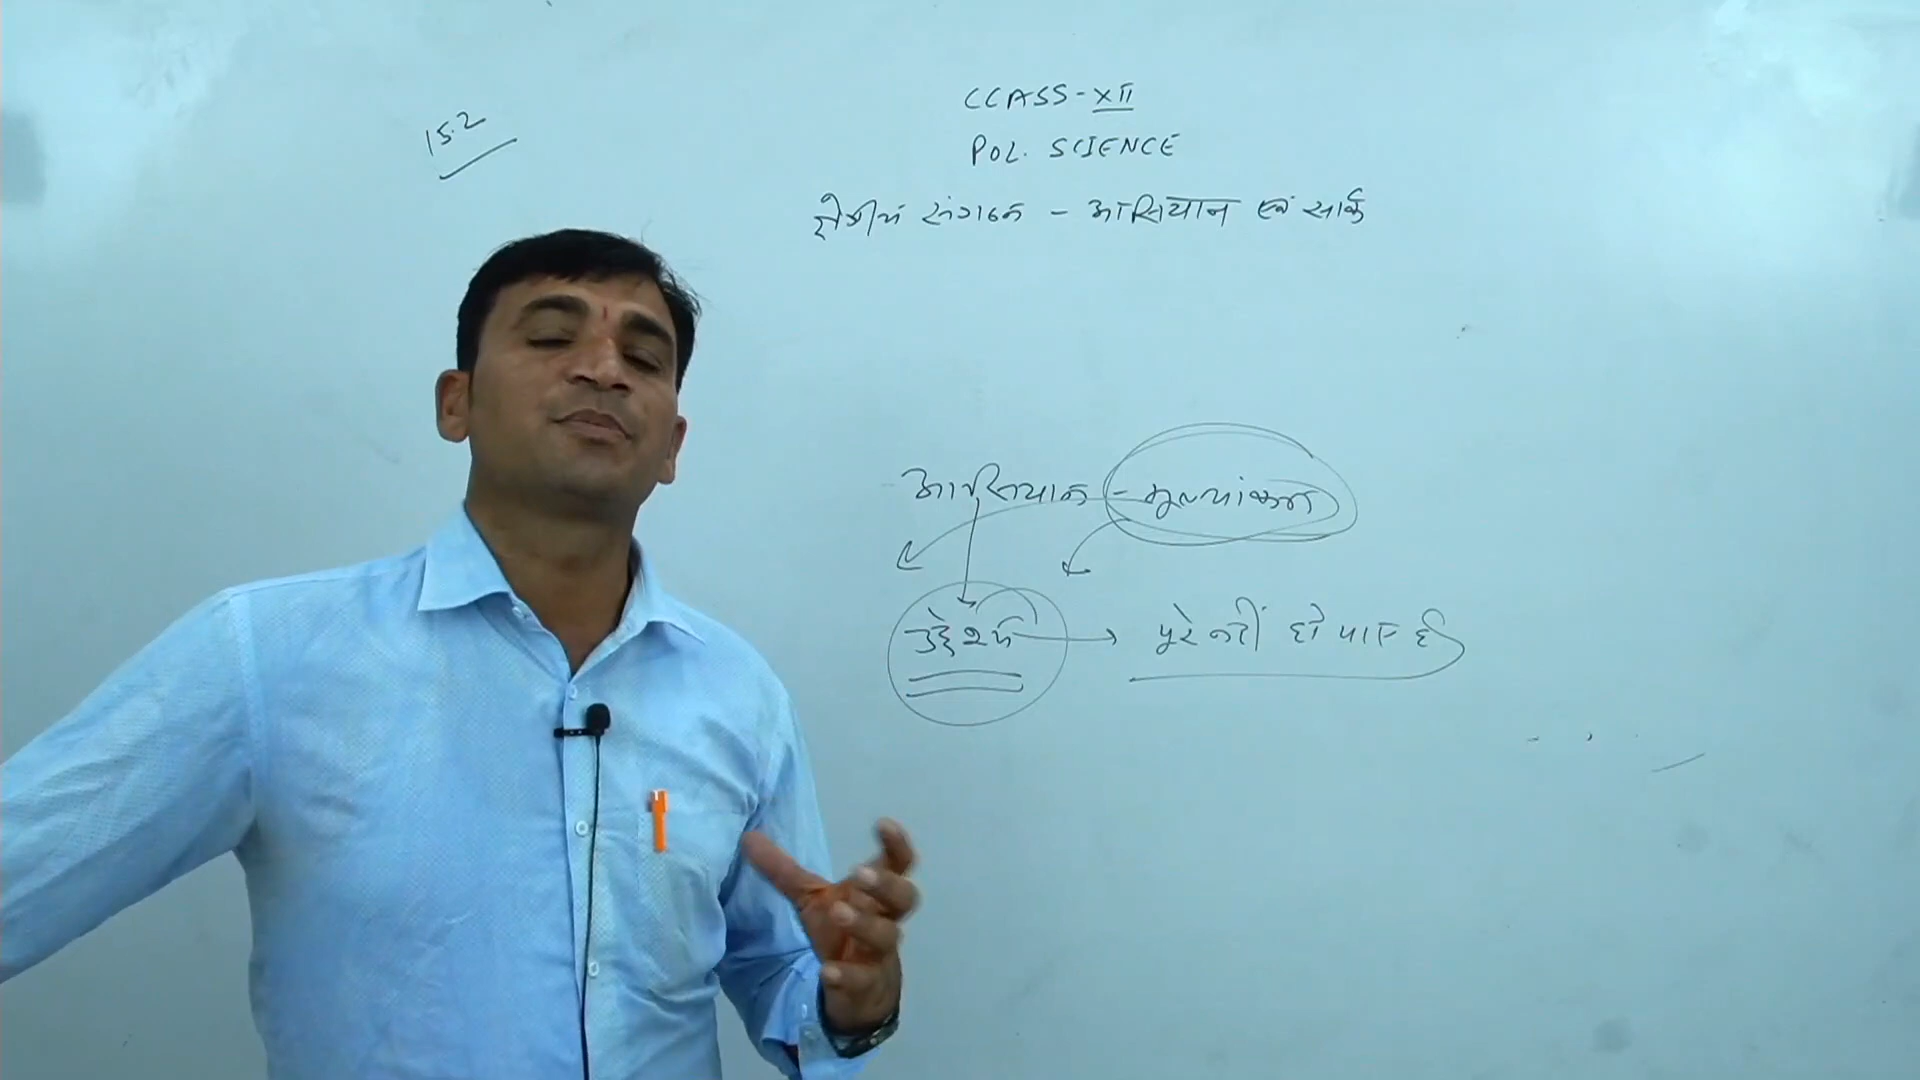 15.2
CLASS-XII
POL. SCIENCE
क्षेत्रीय संगठन - आसियान एवं सार्क
आसियान - मूल्यांकन
उद्देश्य → पूरे नहीं हो पाए है